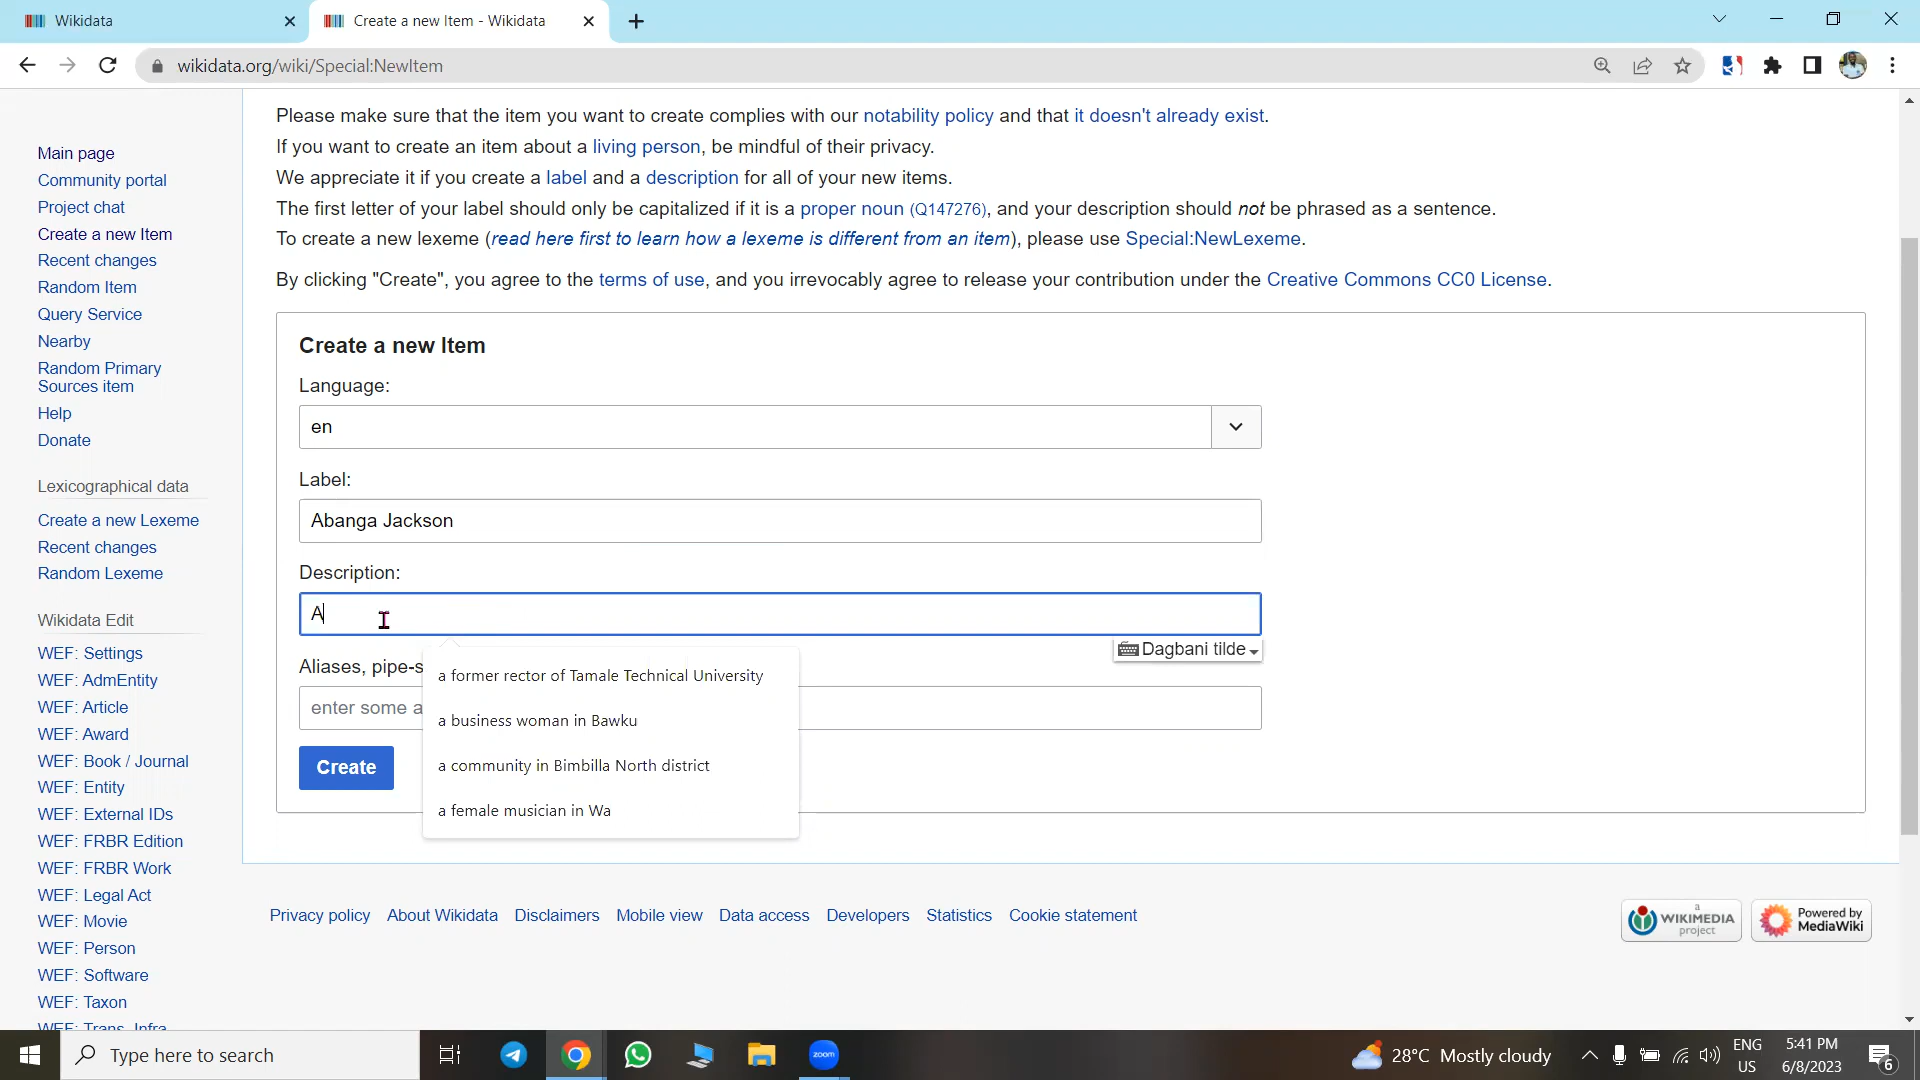 Wikidata
Create a new Item - Wikidata
wikidata.org/wiki/Special:NewItem
Main page
Community portal
Project chat
Create a new Item
Recent changes
Random Item
Query Service
Nearby
Random Primary
Sources item
Help
Donate
Lexicographical data
Create a new Lexeme
Recent changes
Random Lexeme
Wikidata Edit
WEF: Settings
WEF: AdmEntity
WEF: Article
WEF: Award
WEF: Book / Journal
WEF: Entity
WEF: External IDs
WEF: FRBR Edition
WEF: FRBR Work
WEF: Legal Act
WEF: Movie
WEF: Person
WEF: Software
WEF: Taxon
WEF: Trans. Infra
Please make sure that the item you want to create complies with our notability policy and that it doesn't already exist.
If you want to create an item about a living person, be mindful of their privacy.
We appreciate it if you create a label and a description for all of your new items.
The first letter of your label should only be capitalized if it is a proper noun (Q147276), and your description should not be phrased as a sentence.
To create a new lexeme (read here first to learn how a lexeme is different from an item), please use Special:NewLexeme.
By clicking "Create", you agree to the terms of use, and you irrevocably agree to release your contribution under the Creative Commons CC0 License.
Create a new Item
Language:
en
Label:
Abanga Jackson
Description:
A
Dagbani tilde
Aliases, pipe-s
enter some a
a former rector of Tamale Technical University
a business woman in Bawku
a community in Bimbilla North district
a female musician in Wa
Create
Privacy policy About Wikidata Disclaimers Mobile view Data access Developers Statistics Cookie statement
a
WIKIMEDIA
project
Powered by
MediaWiki
Type here to search
zoom
28°C Mostly cloudy
ENG
US
5:41 PM
6/8/2023
6